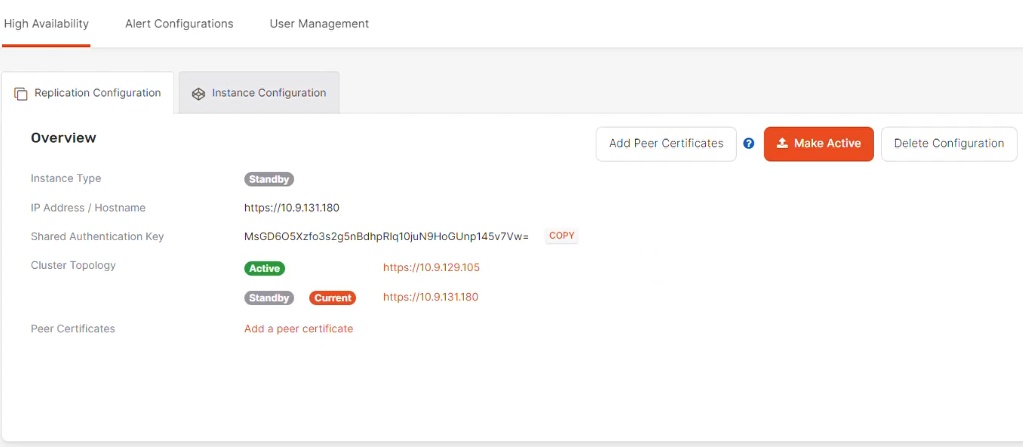 High Availability Alert Configurations User Management
Replication Configuration Instance Configuration
Overview Add Peer Certificates ? Make Active Delete Configuration
Instance Type Standby
IP Address / Hostname https://10.9.131.180
Shared Authentication Key MsGD6O5Xzfo3s2g5nBdhpRIq10juN9HoGUnp145v7Vw= COPY
Cluster Topology Active https://10.9.129.105
Standby Current https://10.9.131.180
Peer Certificates Add a peer certificate